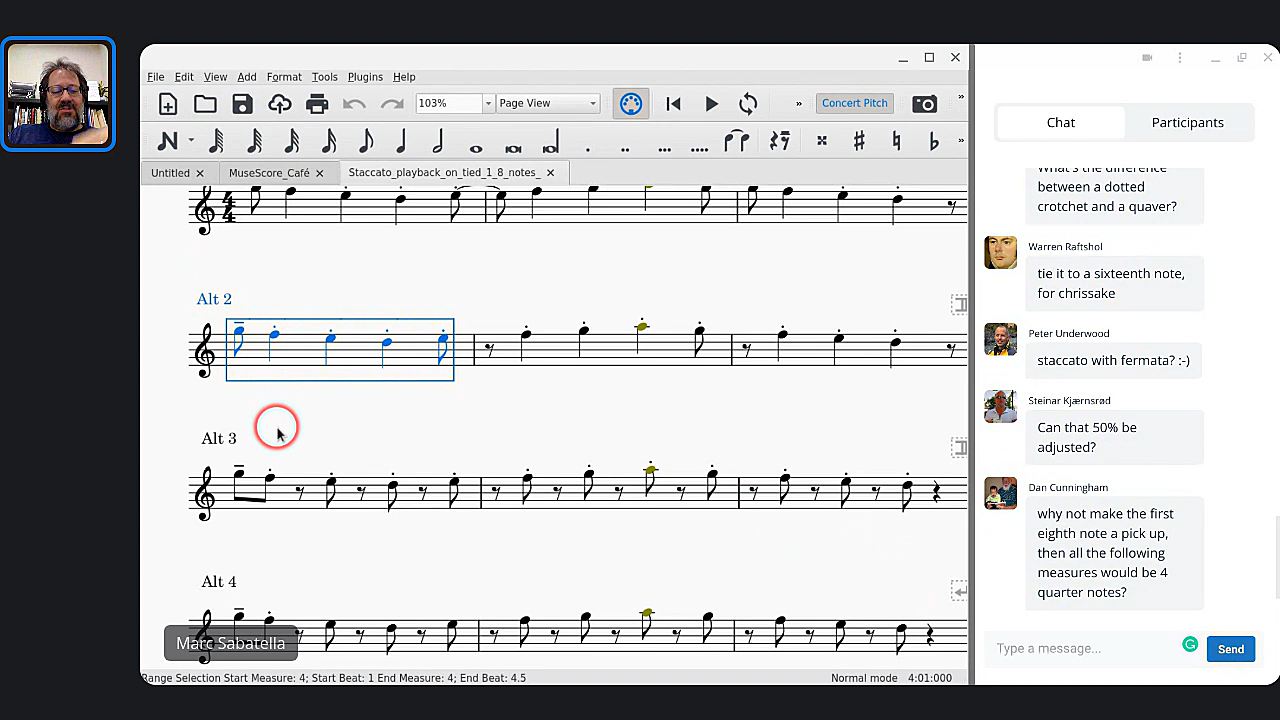 File Edit View Add Format Tools Plugins Help
103% Page View » Concert Pitch »
Untitled MuseScore_Café Staccato_playback_on_tied_1_8_notes_
Alt 2
Alt 3
Alt 4
Marc Sabatella
Range Selection Start Measure: 4; Start Beat: 1 End Measure: 4; End Beat: 4.5 Normal mode 4:01:000
Chat Participants
What's the difference
between a dotted
crotchet and a quaver?
Warren Raftshol
tie it to a sixteenth note,
for chrissake
Peter Underwood
staccato with fermata? :-)
Steinar Kjærnsrød
Can that 50% be
adjusted?
Dan Cunningham
why not make the first
eighth note a pick up,
then all the following
measures would be 4
quarter notes?
Type a message... Send